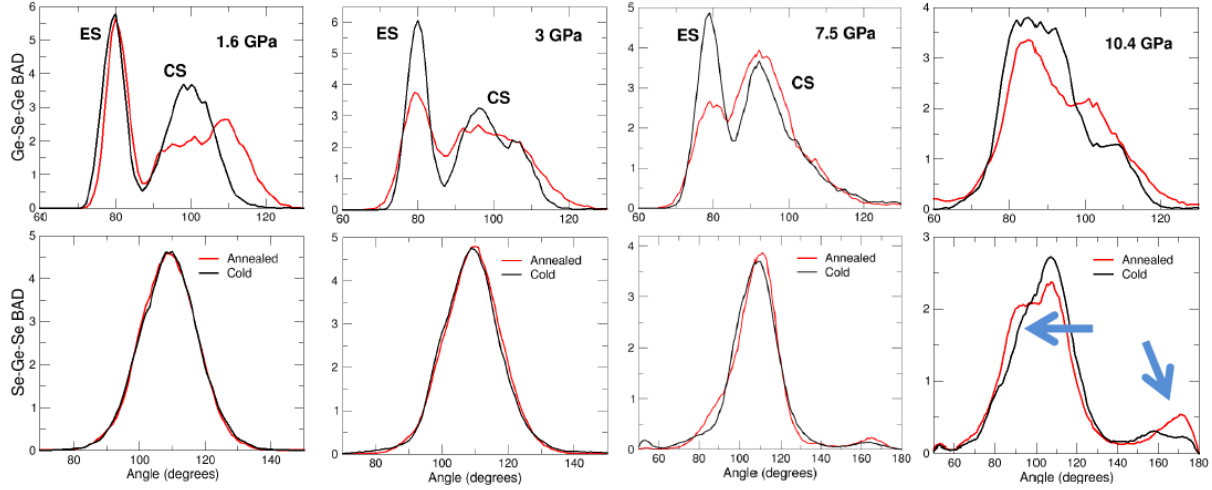 Ge-Se-Ge BAD
6
5
4
3
2
1
0
60 80 100 120
ES
CS
1.6 GPa
6
5
4
3
2
1
0
60 80 100 120
ES
CS
3 GPa
5
4
3
2
1
0
60 80 100 120
ES
CS
7.5 GPa
4
3
2
1
0
60 80 100 120
10.4 GPa
Se-Ge-Se BAD
5
4
3
2
1
0
80 100 120 140
Angle (degrees)
Annealed
Cold
5
4
3
2
1
0
80 100 120 140
Angle (degrees)
Annealed
Cold
4
3
2
1
0
60 80 100 120 140 160 180
Angle (degrees)
Annealed
Cold
3
2
1
0
60 80 100 120 140 160 180
Angle (degrees)
Annealed
Cold